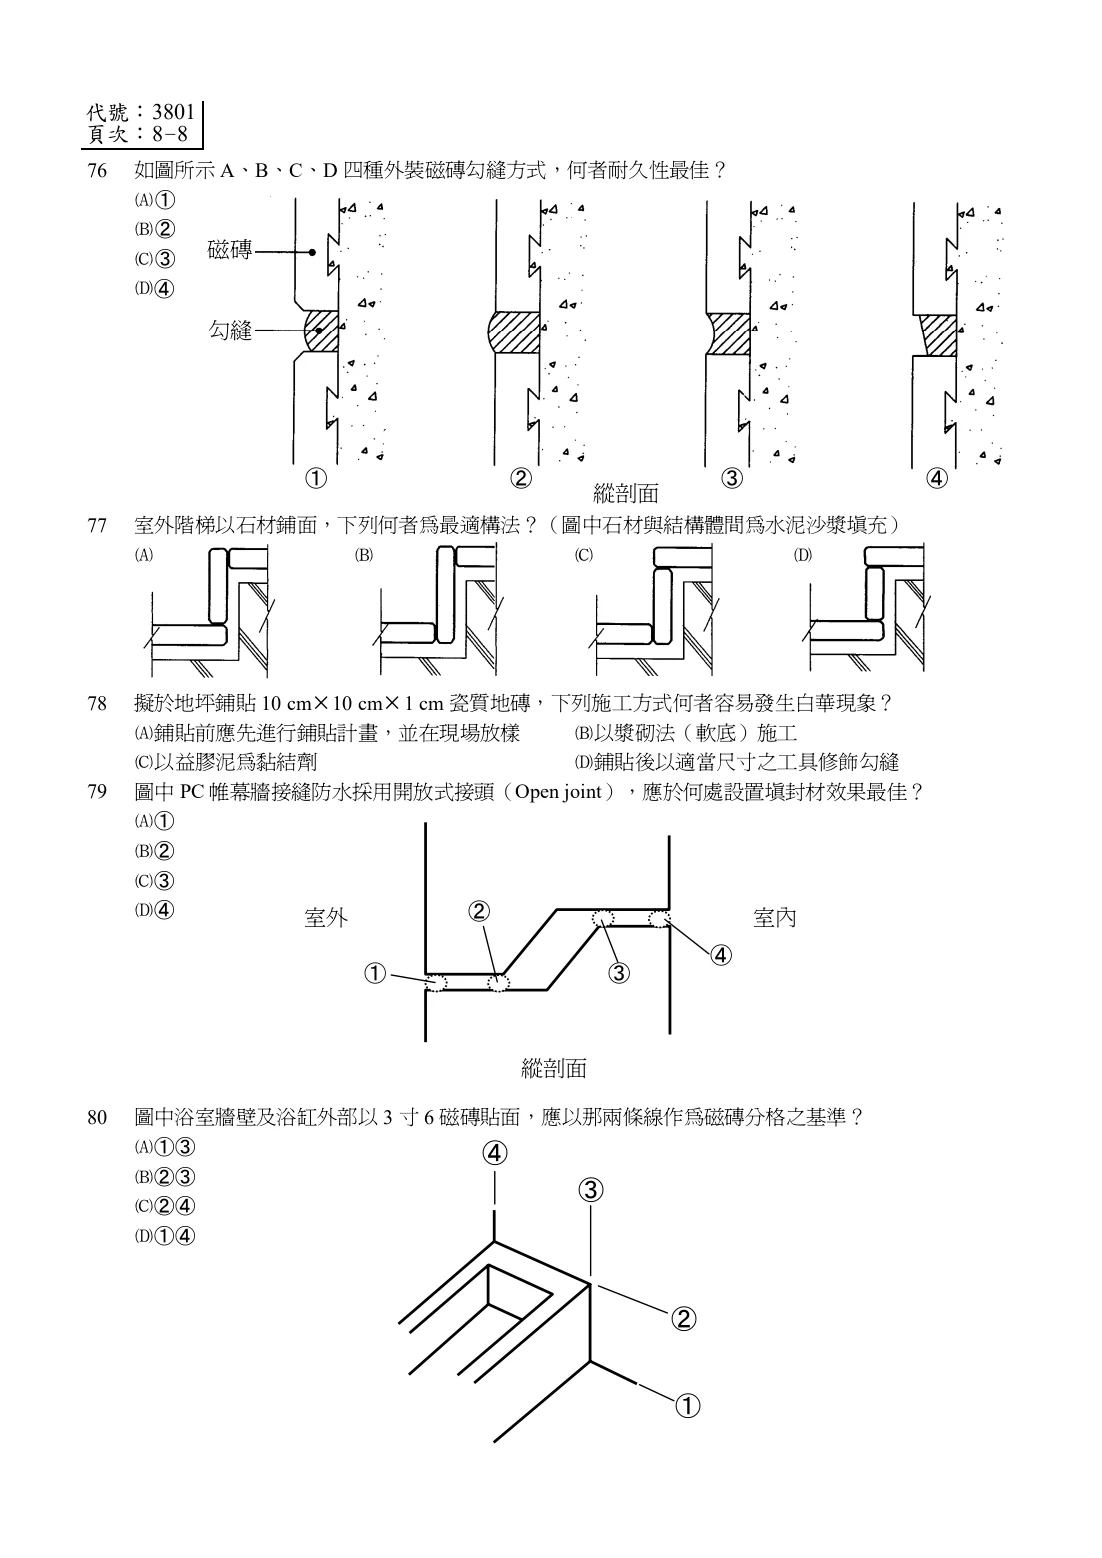 代號：3801
頁次：8-8
76 如圖所示 A、B、C、D 四種外裝磁磚勾縫方式，何者耐久性最佳？
(A)①
(B)②
(C)③
(D)④
磁磚
勾縫
① ② ③ ④
縱剖面
77 室外階梯以石材鋪面，下列何者為最適構法？（圖中石材與結構體間為水泥沙漿填充）
(A) (B) (C) (D)
78 擬於地坪鋪貼 10 cm×10 cm×1 cm 瓷質地磚，下列施工方式何者容易發生白華現象？
(A)鋪貼前應先進行鋪貼計畫，並在現場放樣 (B)以漿砌法（軟底）施工
(C)以益膠泥為黏結劑 (D)鋪貼後以適當尺寸之工具修飾勾縫
79 圖中 PC 帷幕牆接縫防水採用開放式接頭（Open joint），應於何處設置填封材效果最佳？
(A)①
(B)②
(C)③
(D)④
室外 ② 室內
① ③ ④
縱剖面
80 圖中浴室牆壁及浴缸外部以 3 寸 6 磁磚貼面，應以那兩條線作為磁磚分格之基準？
(A)①③
(B)②③
(C)②④
(D)①④
④
③
②
①